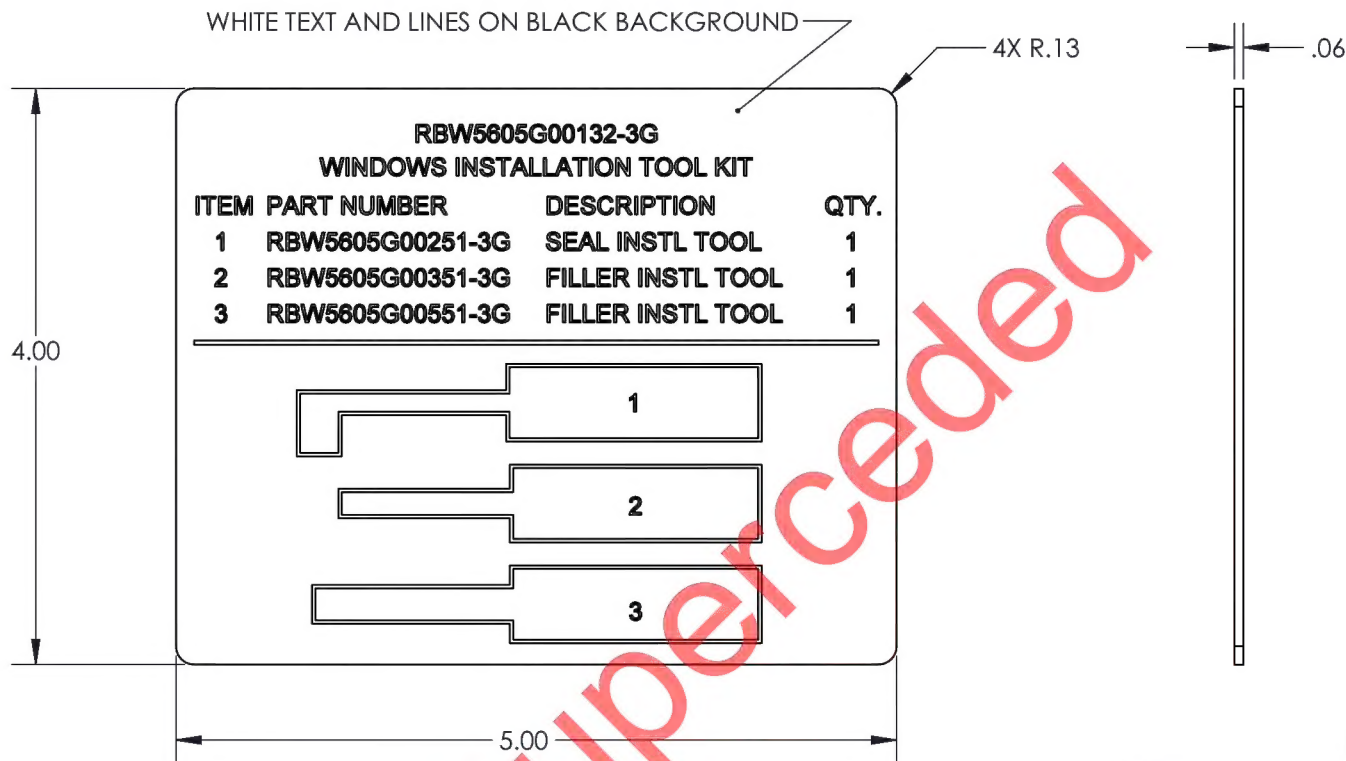 WHITE TEXT AND LINES ON BLACK BACKGROUND
4X R.13
.06
RBW5605G00132-3G
WINDOWS INSTALLATION TOOL KIT
ITEM PART NUMBER DESCRIPTION QTY.
1 RBW5605G00251-3G SEAL INSTL TOOL 1
2 RBW5605G00351-3G FILLER INSTL TOOL 1
3 RBW5605G00551-3G FILLER INSTL TOOL 1
4.00
1
2
3
5.00
uperceded